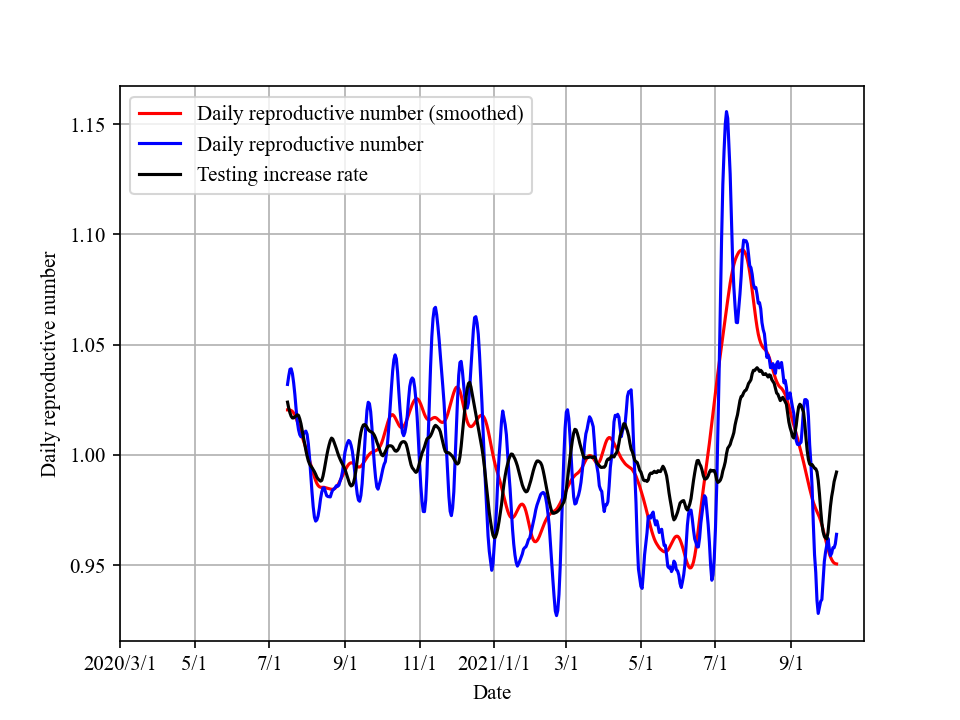 Daily reproductive number (smoothed)
Daily reproductive number
Testing increase rate
Daily reproductive number
1.15
1.10
1.05
1.00
0.95
2020/3/1 5/1 7/1 9/1 11/1 2021/1/1 3/1 5/1 7/1 9/1
Date